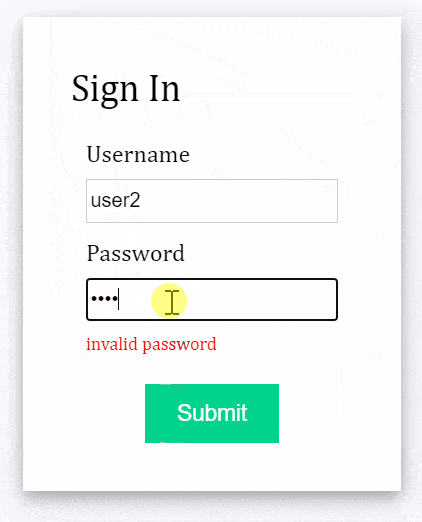 Sign In
Username
user2
Password
••••
invalid password
Submit